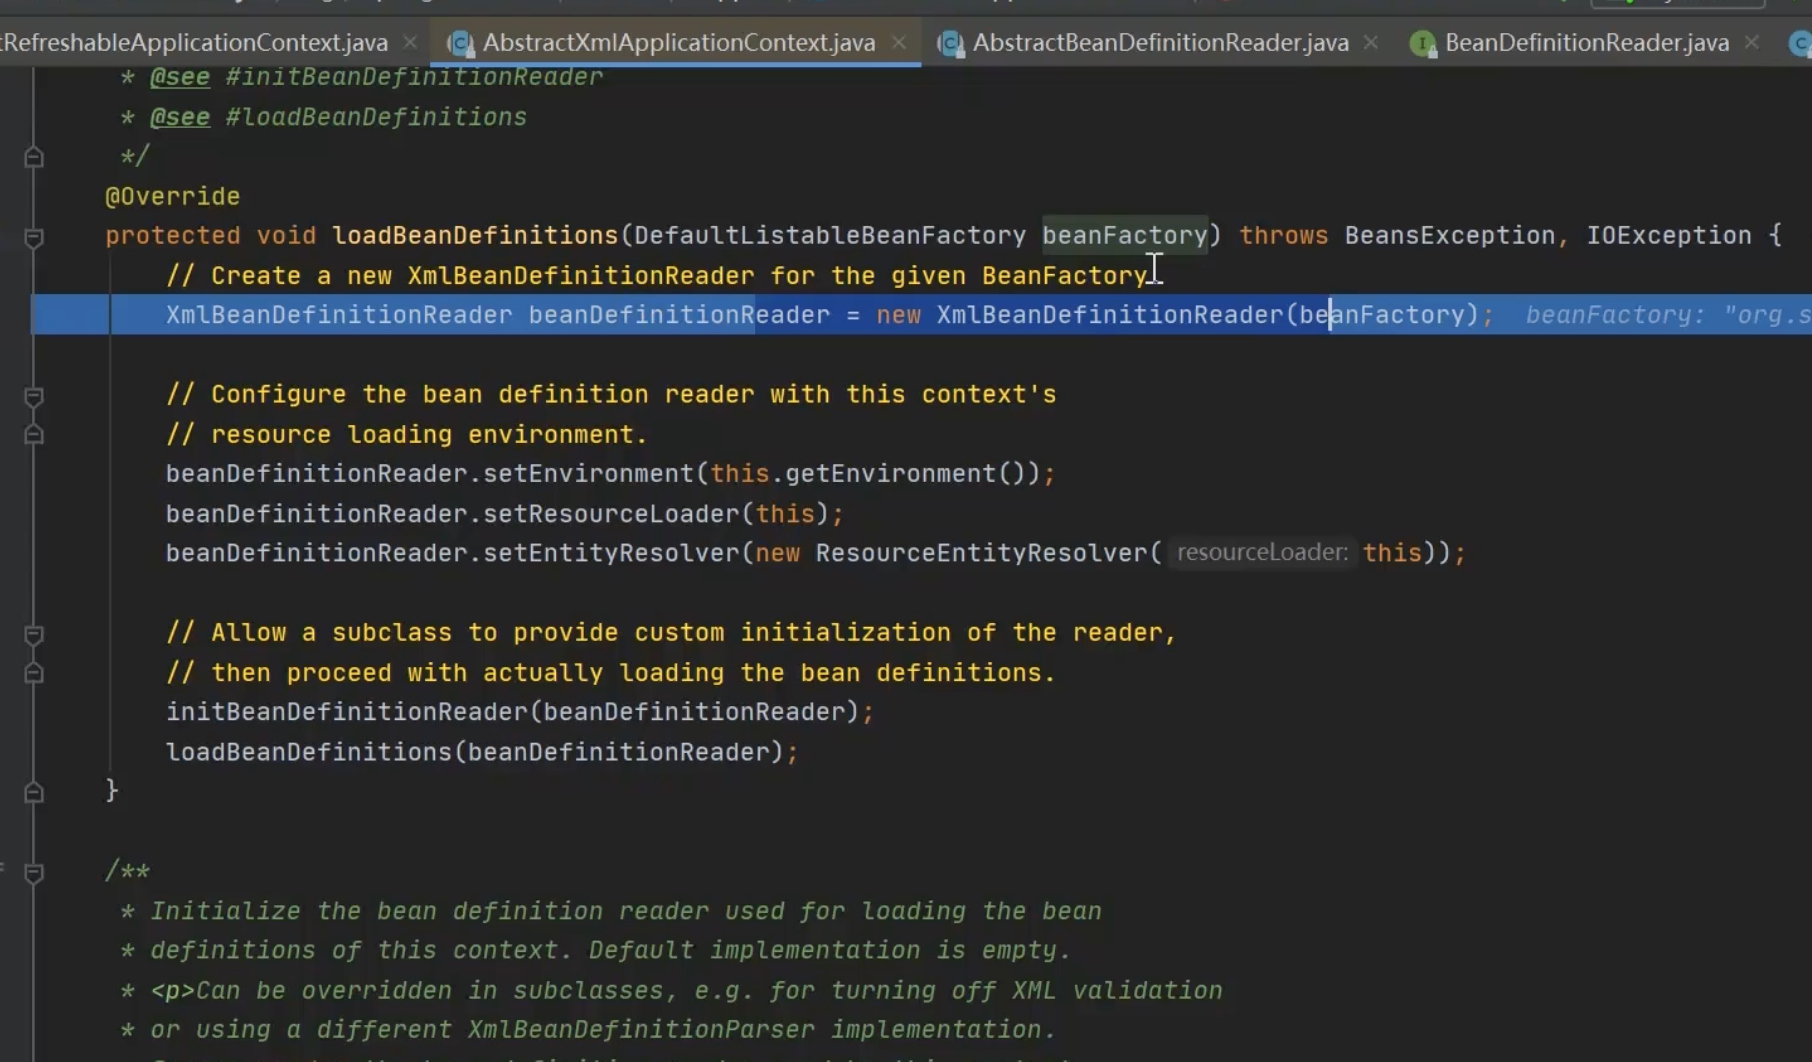 tRefreshableApplicationContext.java × AbstractXmlApplicationContext.java × AbstractBeanDefinitionReader.java × BeanDefinitionReader.java ×
* @see #initBeanDefinitionReader
* @see #loadBeanDefinitions
*/
@Override
protected void loadBeanDefinitions(DefaultListableBeanFactory beanFactory) throws BeansException, IOException {
// Create a new XmlBeanDefinitionReader for the given BeanFactory.
XmlBeanDefinitionReader beanDefinitionReader = new XmlBeanDefinitionReader(beanFactory); beanFactory: "org.s
// Configure the bean definition reader with this context's
// resource loading environment.
beanDefinitionReader.setEnvironment(this.getEnvironment());
beanDefinitionReader.setResourceLoader(this);
beanDefinitionReader.setEntityResolver(new ResourceEntityResolver( resourceLoader: this));
// Allow a subclass to provide custom initialization of the reader,
// then proceed with actually loading the bean definitions.
initBeanDefinitionReader(beanDefinitionReader);
loadBeanDefinitions(beanDefinitionReader);
}
/**
* Initialize the bean definition reader used for loading the bean
* definitions of this context. Default implementation is empty.
* <p>Can be overridden in subclasses, e.g. for turning off XML validation
* or using a different XmlBeanDefinitionParser implementation.